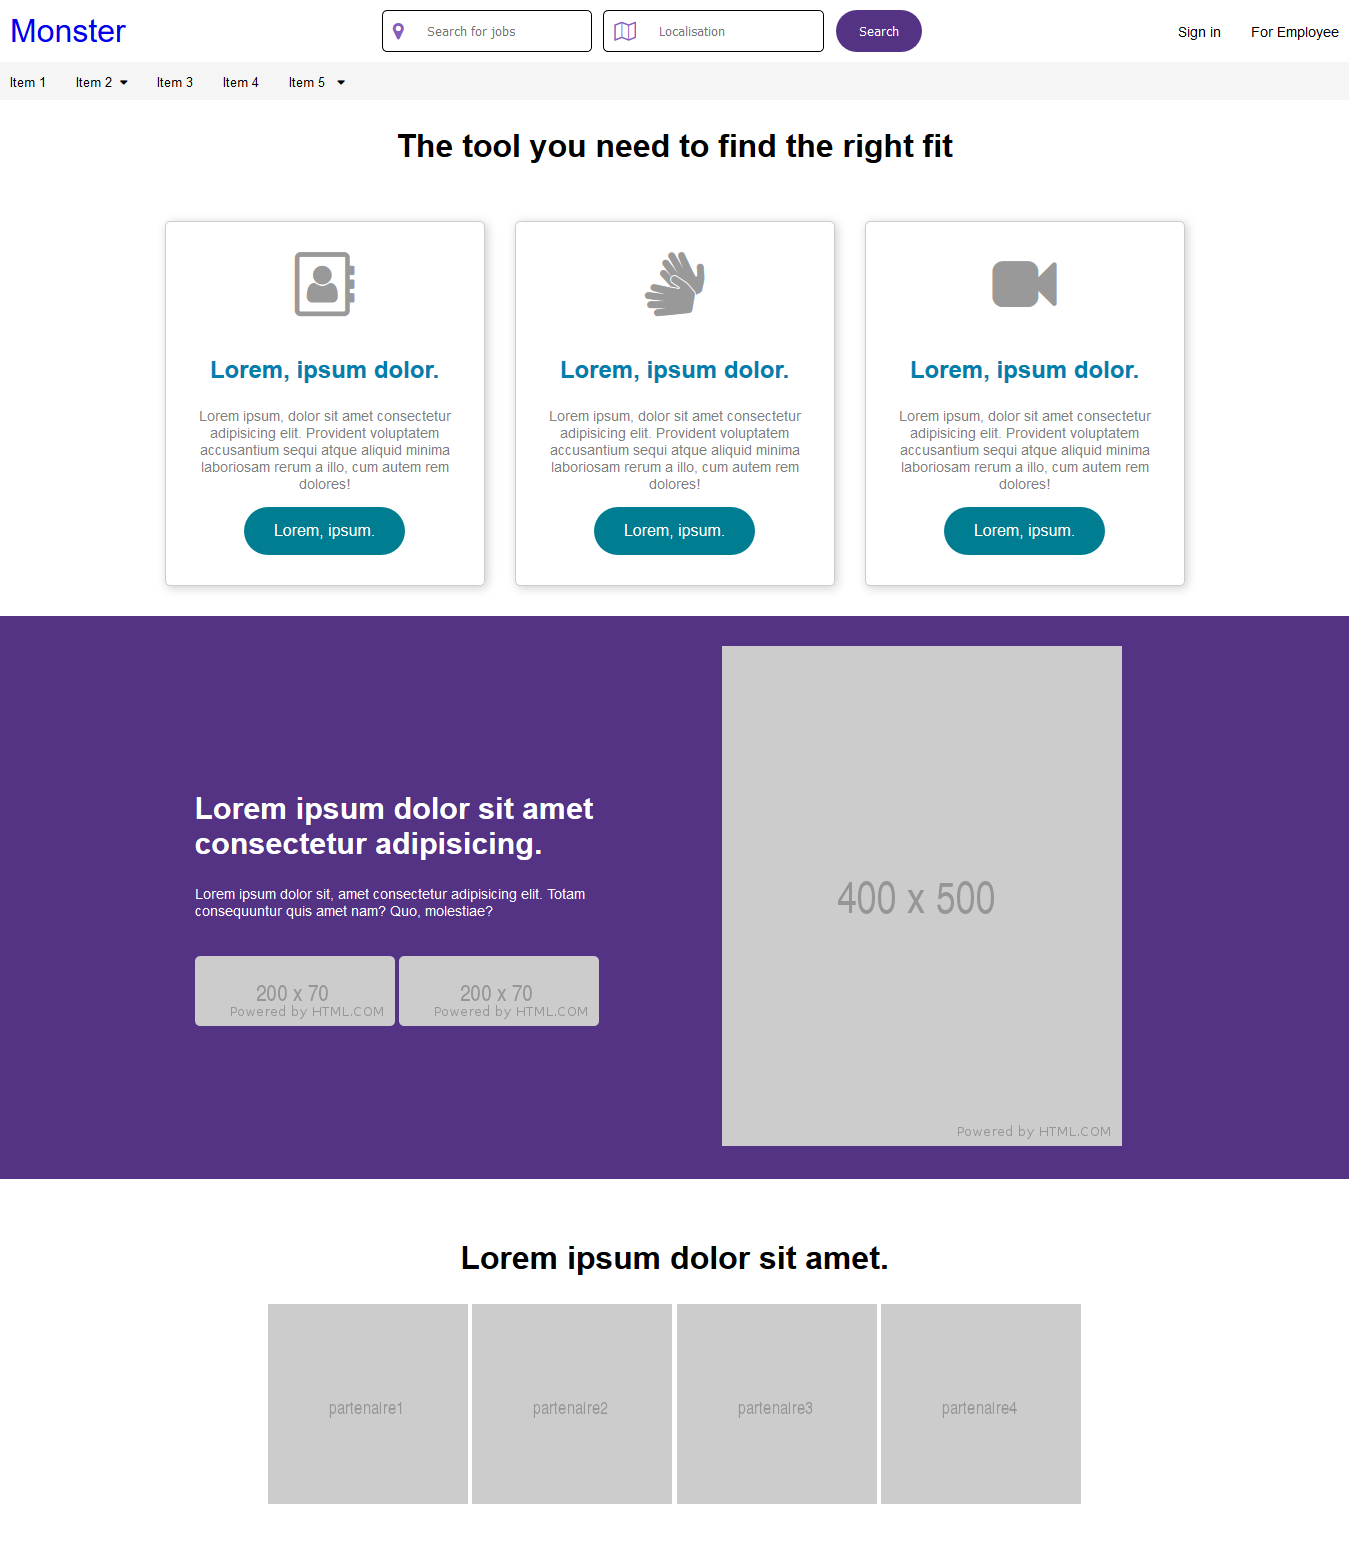 Monster
Search for jobs
Localisation
Search
Sign in
For Employee
Item 1
Item 2
Item 3
Item 4
Item 5
The tool you need to find the right fit
Lorem, ipsum dolor.
Lorem ipsum, dolor sit amet consectetur
adipisicing elit. Provident voluptatem
accusantium sequi atque aliquid minima
laboriosam rerum a illo, cum autem rem
dolores!
Lorem, ipsum.
Lorem, ipsum dolor.
Lorem ipsum, dolor sit amet consectetur
adipisicing elit. Provident voluptatem
accusantium sequi atque aliquid minima
laboriosam rerum a illo, cum autem rem
dolores!
Lorem, ipsum.
Lorem, ipsum dolor.
Lorem ipsum, dolor sit amet consectetur
adipisicing elit. Provident voluptatem
accusantium sequi atque aliquid minima
laboriosam rerum a illo, cum autem rem
dolores!
Lorem, ipsum.
Lorem ipsum dolor sit amet
consectetur adipisicing.
Lorem ipsum dolor sit, amet consectetur adipisicing elit. Totam
consequuntur quis amet nam? Quo, molestiae?
200 x 70
Powered by HTML.COM
200 x 70
Powered by HTML.COM
400 x 500
Powered by HTML.COM
Lorem ipsum dolor sit amet.
partenaire1
partenaire2
partenaire3
partenaire4